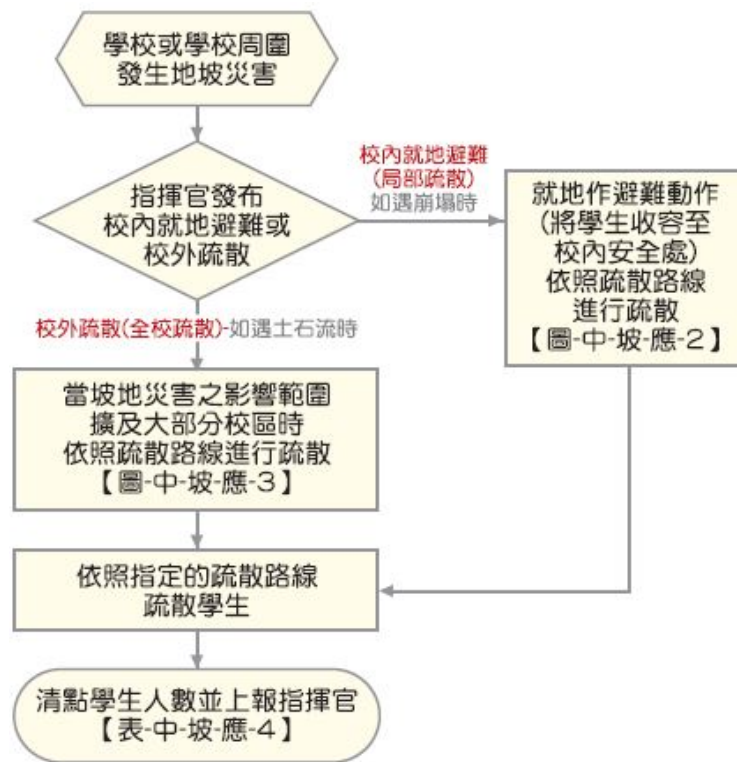 學校或學校周圍
發生地坡災害
指揮官發布
校內就地避難或
校外疏散
校內就地避難
(局部疏散)
如遇崩塌時
就地作避難動作
(將學生收容至
校內安全處)
依照疏散路線
進行疏散
【圖-中-坡-應-2】
校外疏散(全校疏散)-如遇土石流時
當坡地災害之影響範圍
擴及大部分校區時
依照疏散路線進行疏散
【圖-中-坡-應-3】
依照指定的疏散路線
疏散學生
清點學生人數並上報指揮官
【表-中-坡-應-4】